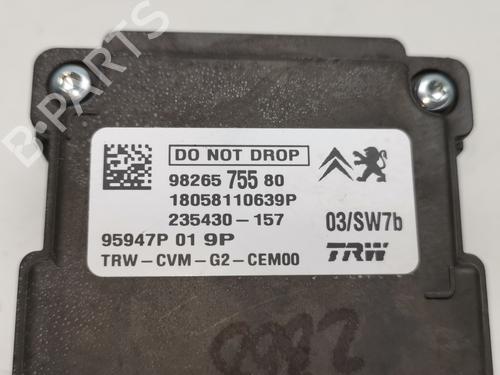 B-PARTS
DO NOT DROP
98265 755 80
18058110639P
235430-157
03/SW7b
95947P 01 9P
TRW
TRW-CVM-G2-CEM00